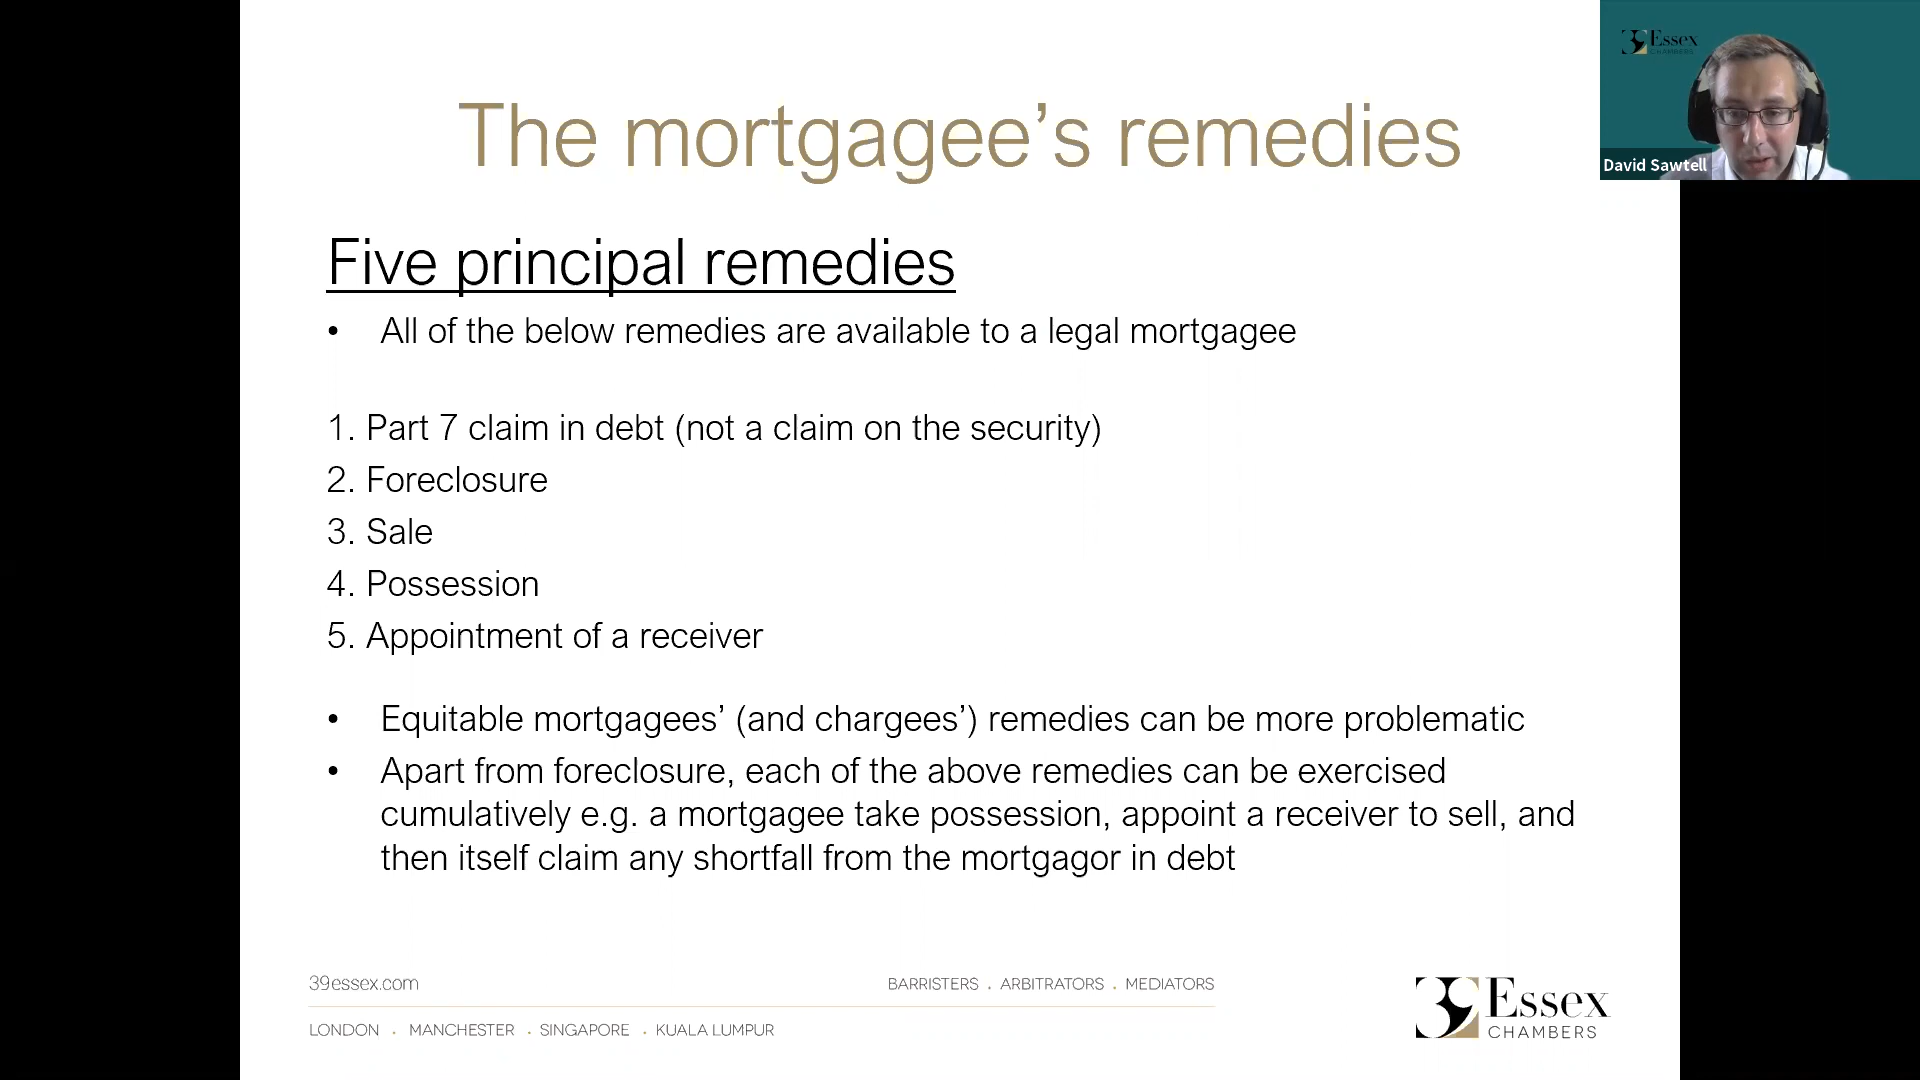 The mortgagee’s remedies
39 Essex
CHAMBERS
David Sawtell
Five principal remedies
• All of the below remedies are available to a legal mortgagee
1. Part 7 claim in debt (not a claim on the security)
2. Foreclosure
3. Sale
4. Possession
5. Appointment of a receiver
• Equitable mortgagees’ (and chargees’) remedies can be more problematic
• Apart from foreclosure, each of the above remedies can be exercised
cumulatively e.g. a mortgagee take possession, appoint a receiver to sell, and
then itself claim any shortfall from the mortgagor in debt
39essex.com
BARRISTERS . ARBITRATORS . MEDIATORS
LONDON . MANCHESTER . SINGAPORE . KUALA LUMPUR
39 Essex
CHAMBERS